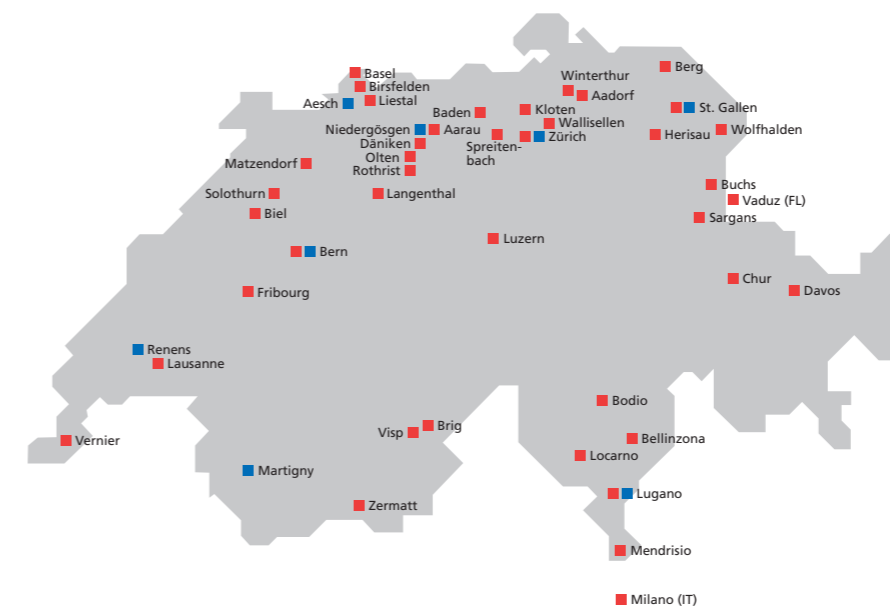 Basel
Birsfelden
Aesch
Liestal
Winterthur
Berg
Aadorf
Baden
Kloten
St. Gallen
Niedergösgen
Aarau
Wallisellen
Zürich
Herisau
Wolfhalden
Däniken
Spreiten-
bach
Olten
Matzendorf
Rothrist
Solothurn
Langenthal
Buchs
Vaduz (FL)
Biel
Sargans
Luzern
Bern
Chur
Fribourg
Davos
Renens
Lausanne
Bodio
Visp
Brig
Vernier
Bellinzona
Locarno
Martigny
Lugano
Zermatt
Mendrisio
Milano (IT)